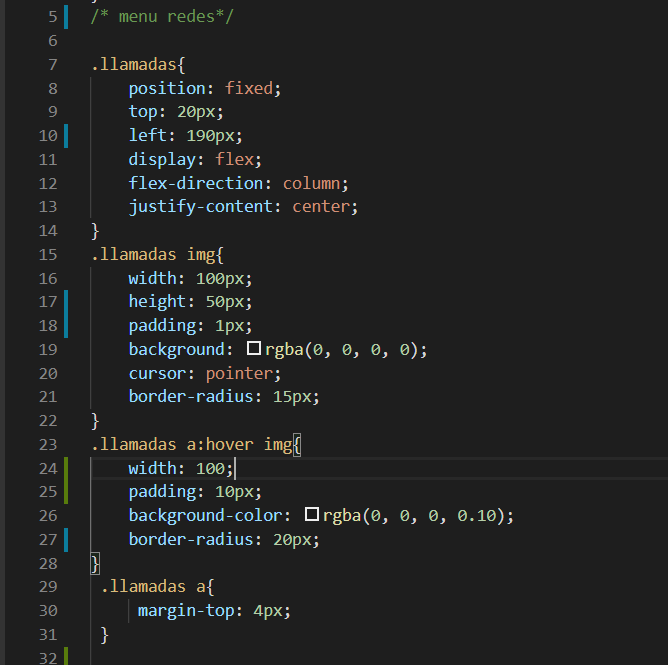 5 /* menu redes*/
6
7 .llamadas{
8 position: fixed;
9 top: 20px;
10 left: 190px;
11 display: flex;
12 flex-direction: column;
13 justify-content: center;
14 }
15 .llamadas img{
16 width: 100px;
17 height: 50px;
18 padding: 1px;
19 background: rgba(0, 0, 0, 0);
20 cursor: pointer;
21 border-radius: 15px;
22 }
23 .llamadas a:hover img{
24 width: 100;
25 padding: 10px;
26 background-color: rgba(0, 0, 0, 0.10);
27 border-radius: 20px;
28 }
29 .llamadas a{
30 margin-top: 4px;
31 }
32